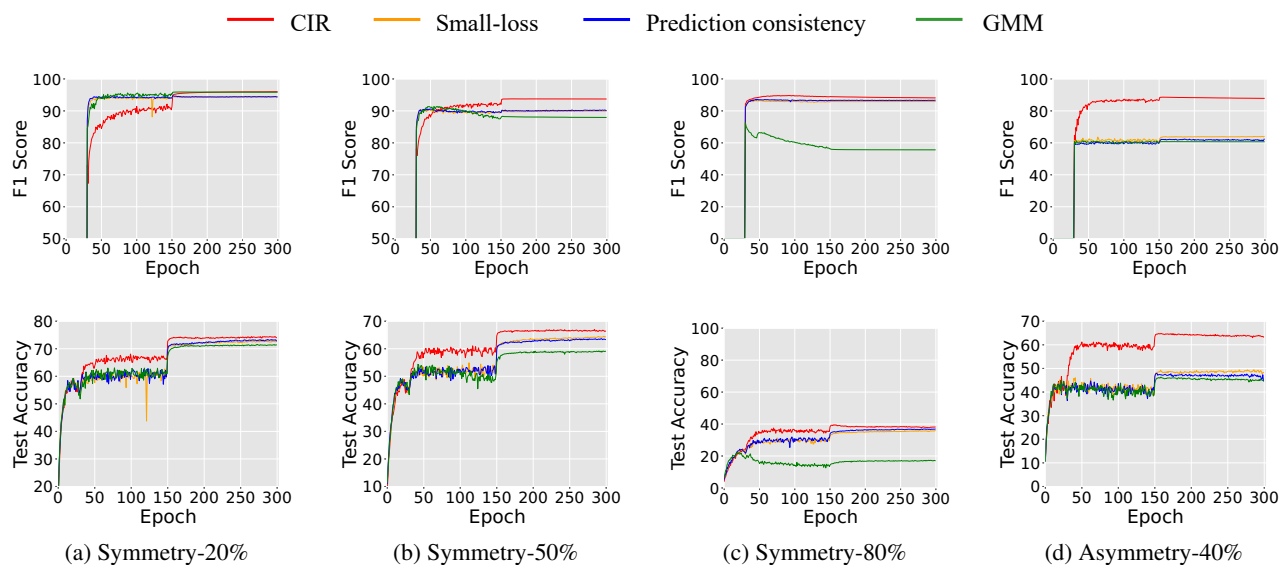 CIR Small-loss Prediction consistency GMM
F1 Score
100
90
80
70
60
50
0 50 100 150 200 250 300
Epoch
F1 Score
100
90
80
70
60
50
0 50 100 150 200 250 300
Epoch
F1 Score
100
80
60
40
20
0
0 50 100 150 200 250 300
Epoch
F1 Score
100
80
60
40
20
0
0 50 100 150 200 250 300
Epoch
Test Accuracy
80
70
60
50
40
30
20
0 50 100 150 200 250 300
Epoch
Test Accuracy
70
60
50
40
30
20
10
0 50 100 150 200 250 300
Epoch
Test Accuracy
100
80
60
40
20
0
0 50 100 150 200 250 300
Epoch
Test Accuracy
70
60
50
40
30
20
10
0
0 50 100 150 200 250 300
Epoch
(a) Symmetry-20% (b) Symmetry-50% (c) Symmetry-80% (d) Asymmetry-40%